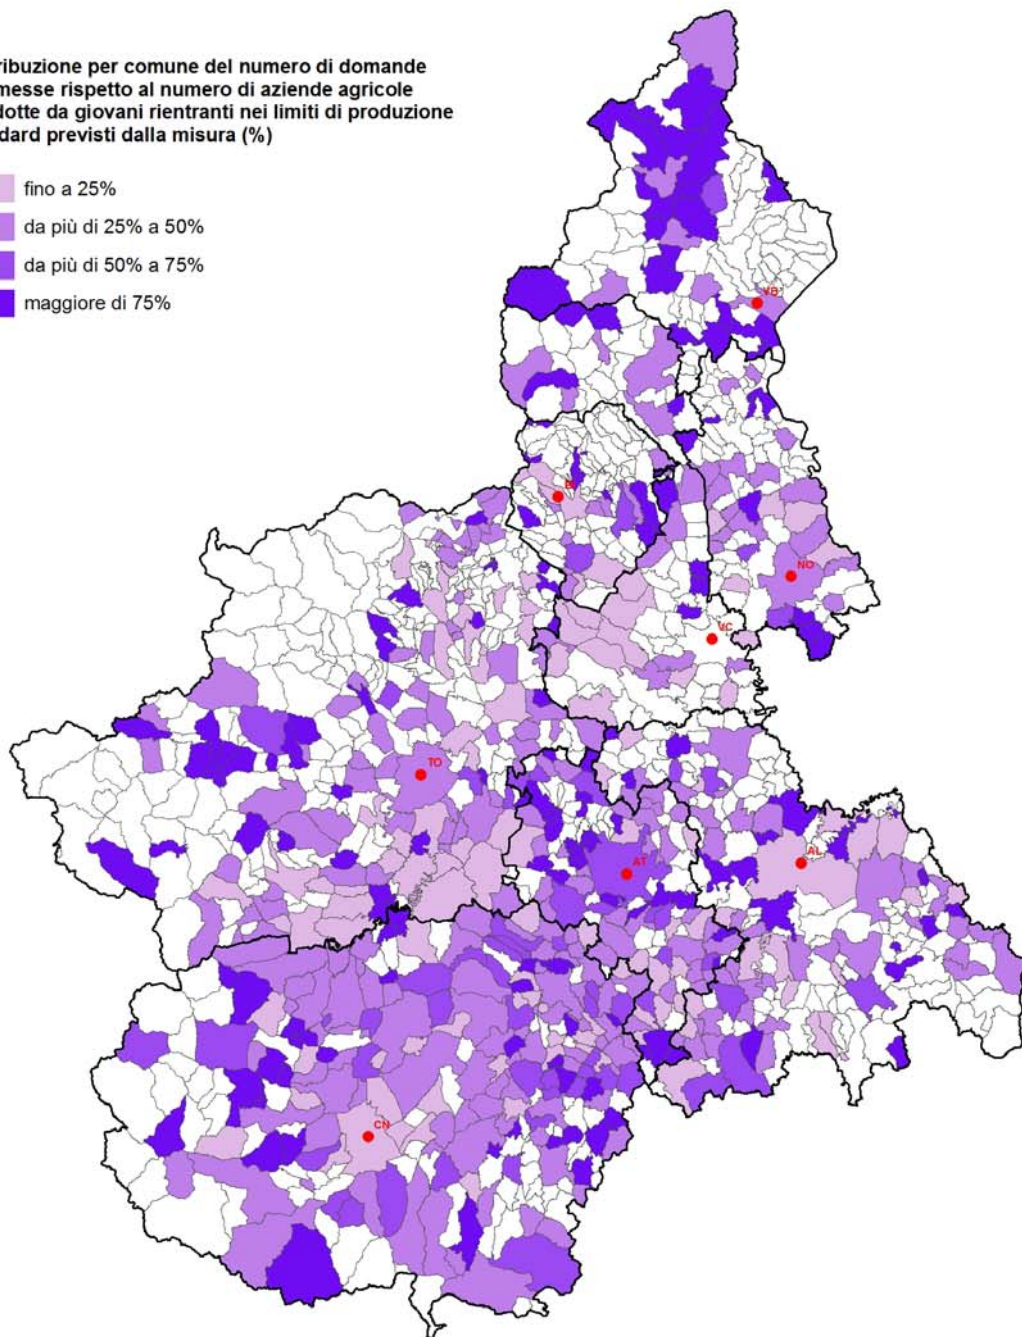 ribuzione per comune del numero di domande
messe rispetto al numero di aziende agricole
dotte da giovani rientranti nei limiti di produzione
dard previsti dalla misura (%)
fino a 25%
da più di 25% a 50%
da più di 50% a 75%
maggiore di 75%
VB
BI
NO
VC
TO
AT
AL
CN